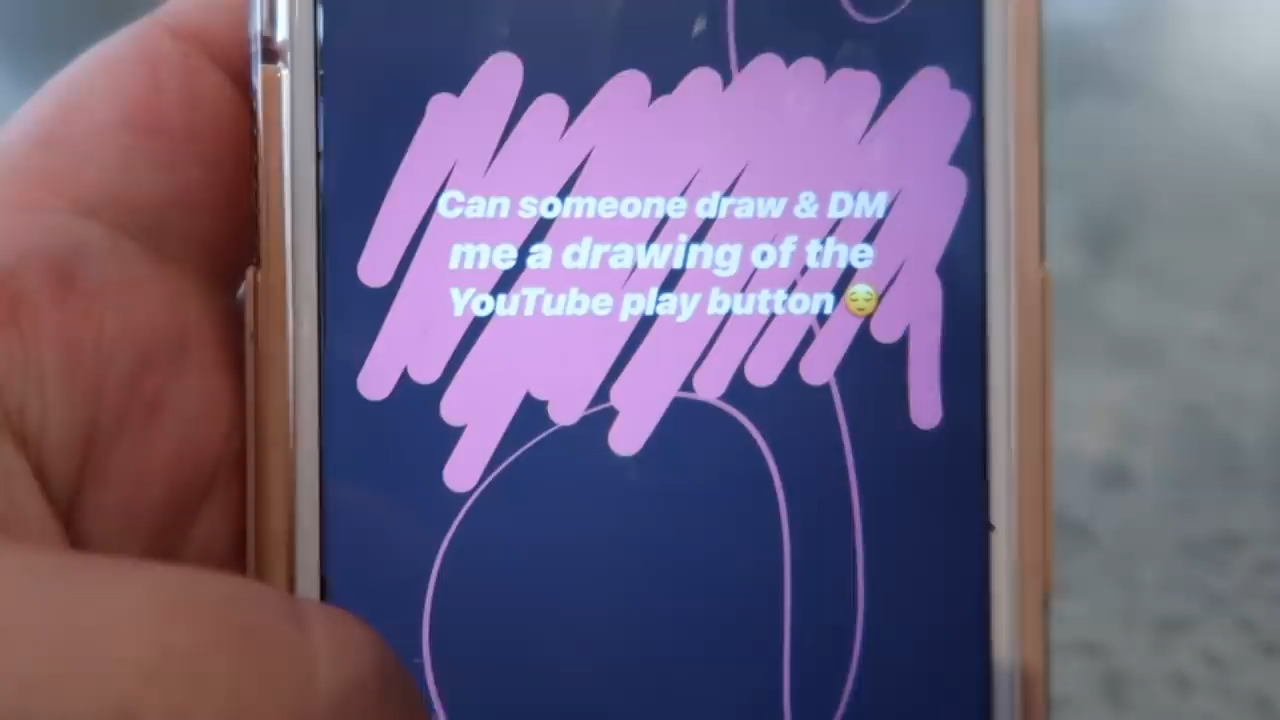 Can someone draw & DM
me a drawing of the
YouTube play button 😌